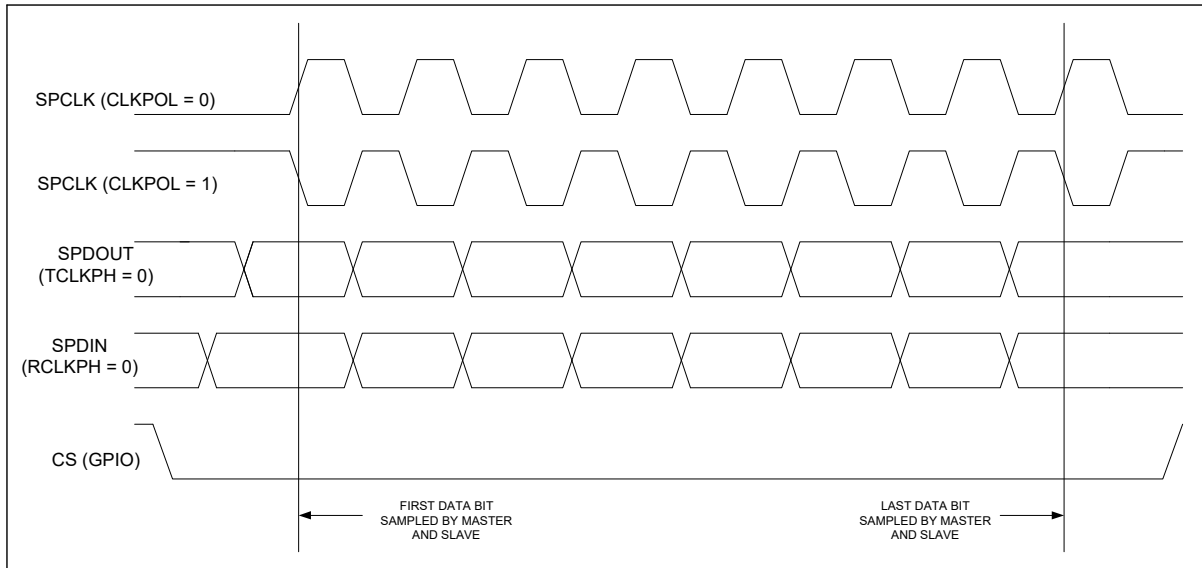 SPCLK (CLKPOL = 0)
SPCLK (CLKPOL = 1)
SPDOUT
(TCLKPH = 0)
SPDIN
(RCLKPH = 0)
CS (GPIO)
FIRST DATA BIT
SAMPLED BY MASTER
AND SLAVE
LAST DATA BIT
SAMPLED BY MASTER
AND SLAVE